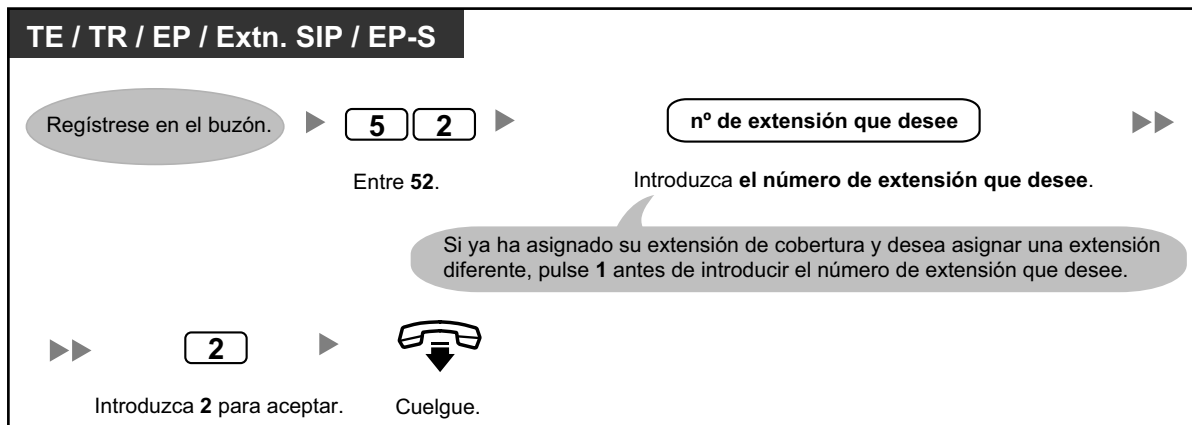 TE / TR / EP / Extn. SIP / EP-S
Regístrese en el buzón.
5 2
nº de extensión que desee
Entre 52.
Introduzca el número de extensión que desee.
Si ya ha asignado su extensión de cobertura y desea asignar una extensión
diferente, pulse 1 antes de introducir el número de extensión que desee.
2
Introduzca 2 para aceptar.
Cuelgue.